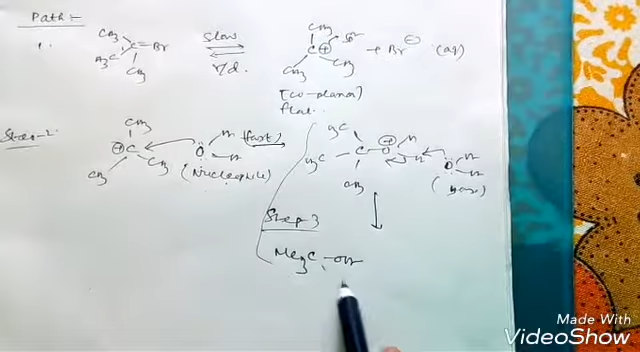 Path:-
1. CH3 H3C C Br CH3 slow r/d. CH3 C ⊕ CH3 CH3 + Br⊖ (aq)
[co-planar]
flat.
Step-2. CH3 ⊕C CH3 CH3 O H H (Nucleophile) (fast) H3C H3C C O⊕ H H CH3 O H H (base)
Step 3
Me3C-OH
Made With
VideoShow